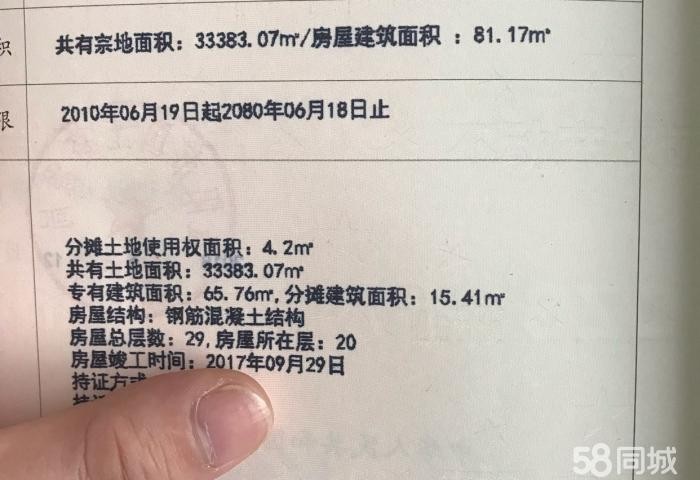 积
共有宗地面积：33383.07㎡/房屋建筑面积 ：81.17㎡
限
2010年06月19日起2080年06月18日止
分摊土地使用权面积：4.2㎡
共有土地面积：33383.07㎡
专有建筑面积：65.76㎡,分摊建筑面积：15.41㎡
房屋结构：钢筋混凝土结构
房屋总层数：29,房屋所在层：20
房屋竣工时间：2017年09月29日
持证方式
58同城